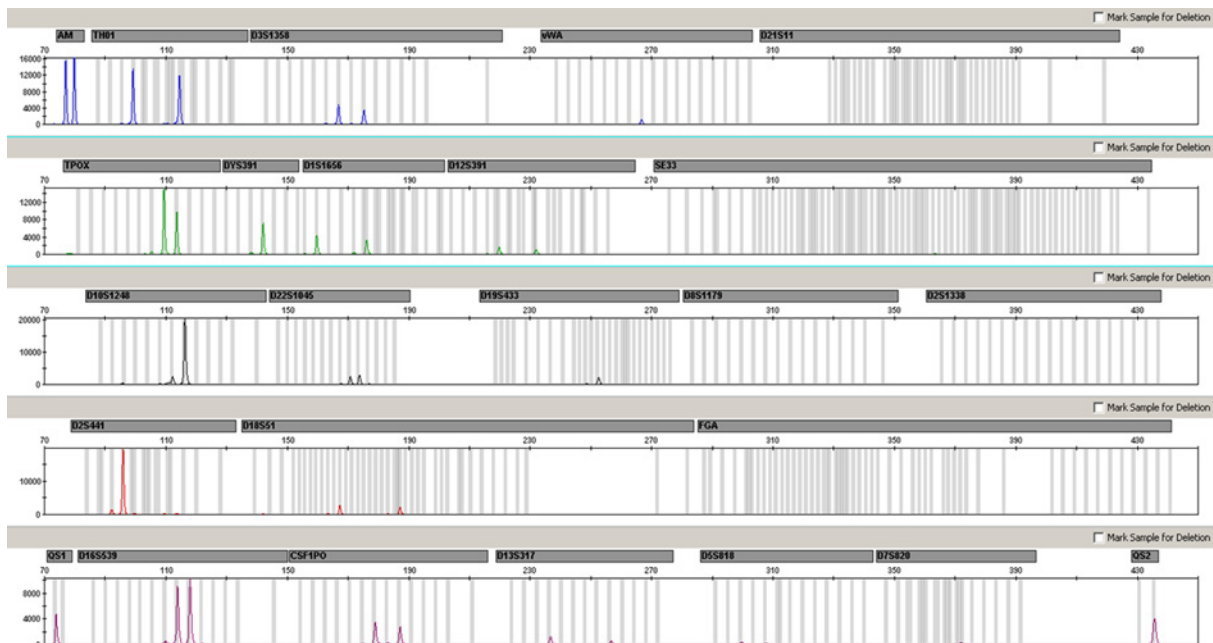 Mark Sample for Deletion
AM TH01 D3S1358 vWA D21S11
70 110 150 190 230 270 310 350 390 430
16000
12000
8000
4000
0
Mark Sample for Deletion
TPOX DYS391 D1S1656 D12S391 SE33
70 110 150 190 230 270 310 350 390 430
12000
8000
4000
0
Mark Sample for Deletion
D10S1248 D22S1045 D19S433 D8S1179 D2S1338
70 110 150 190 230 270 310 350 390 430
20000
10000
0
Mark Sample for Deletion
D2S441 D18S51 FGA
70 110 150 190 230 270 310 350 390 430
10000
0
Mark Sample for Deletion
QS1 D16S539 CSF1PO D13S317 D5S818 D7S820 QS2
70 110 150 190 230 270 310 350 390 430
8000
4000
0